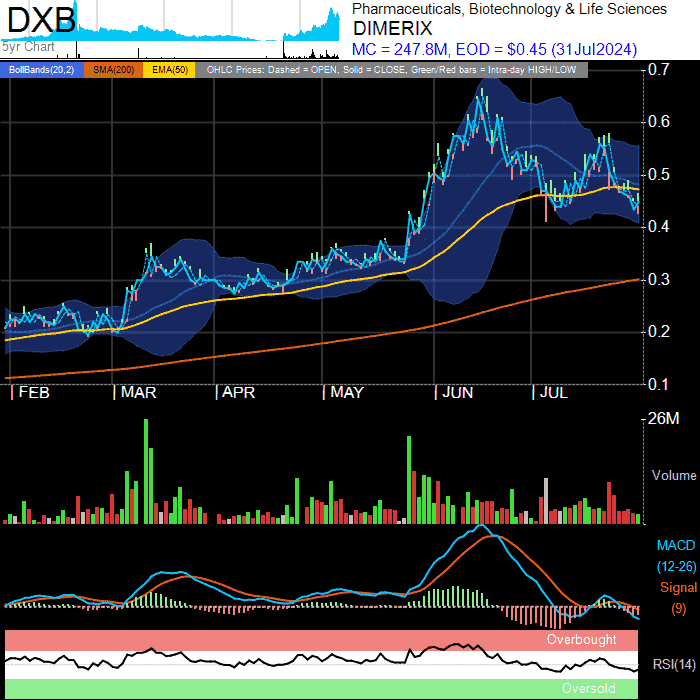 DXB
5yr Chart
Pharmaceuticals, Biotechnology & Life Sciences
DIMERIX
MC = 247.8M, EOD = $0.45 (31Jul2024)
BollBands(20,2) SMA(200) EMA(50) OHLC Prices: Dashed = OPEN, Solid = CLOSE, Green/Red bars = Intra-day HIGH/LOW
0.7
0.6
0.5
0.4
0.3
0.2
0.1
FEB MAR APR MAY JUN JUL
26M
Volume
MACD
(12-26)
Signal
(9)
Overbought
RSI(14)
Oversold